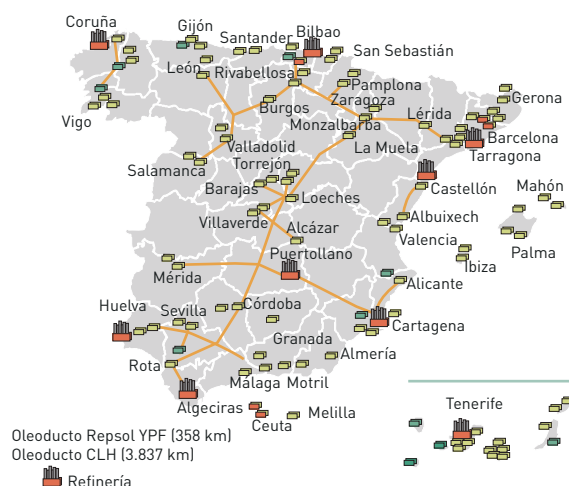 Coruña
Gijón
Santander
Bilbao
San Sebastián
León
Rivabellosa
Pamplona
Burgos
Zaragoza
Gerona
Vigo
Monzalbarba
Lérida
Barcelona
Valladolid
La Muela
Tarragona
Salamanca
Torrejón
Barajas
Loeches
Castellón
Mahón
Villaverde
Albuixech
Alcázar
Valencia
Palma
Puertollano
Ibiza
Mérida
Alicante
Huelva
Sevilla
Córdoba
Cartagena
Granada
Rota
Almería
Málaga
Motril
Algeciras
Ceuta
Melilla
Tenerife
Oleoducto Repsol YPF (358 km)
Oleoducto CLH (3.837 km)
Refinería